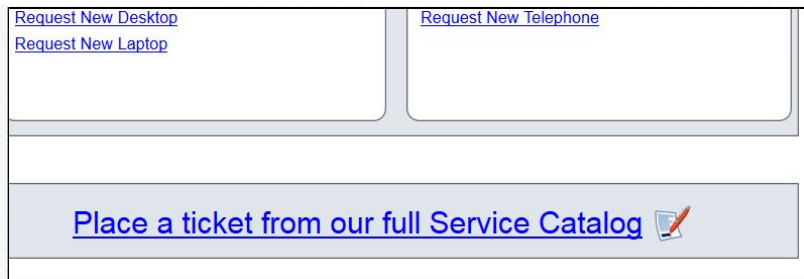 Request New Desktop
Request New Telephone
Request New Laptop
Place a ticket from our full Service Catalog